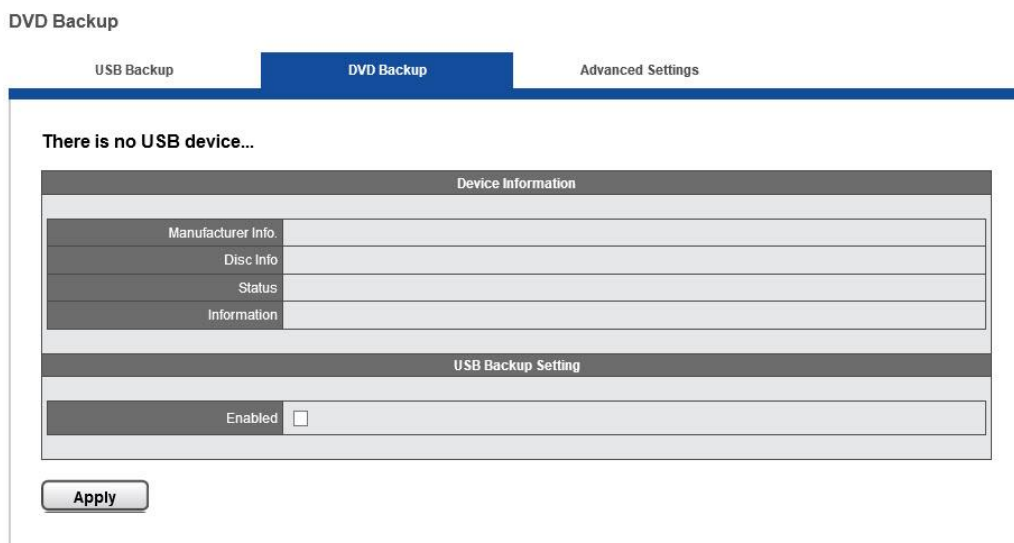 DVD Backup
USB Backup DVD Backup Advanced Settings
There is no USB device...
Device Information
Manufacturer Info.
Disc Info
Status
Information
USB Backup Setting
Enabled
Apply